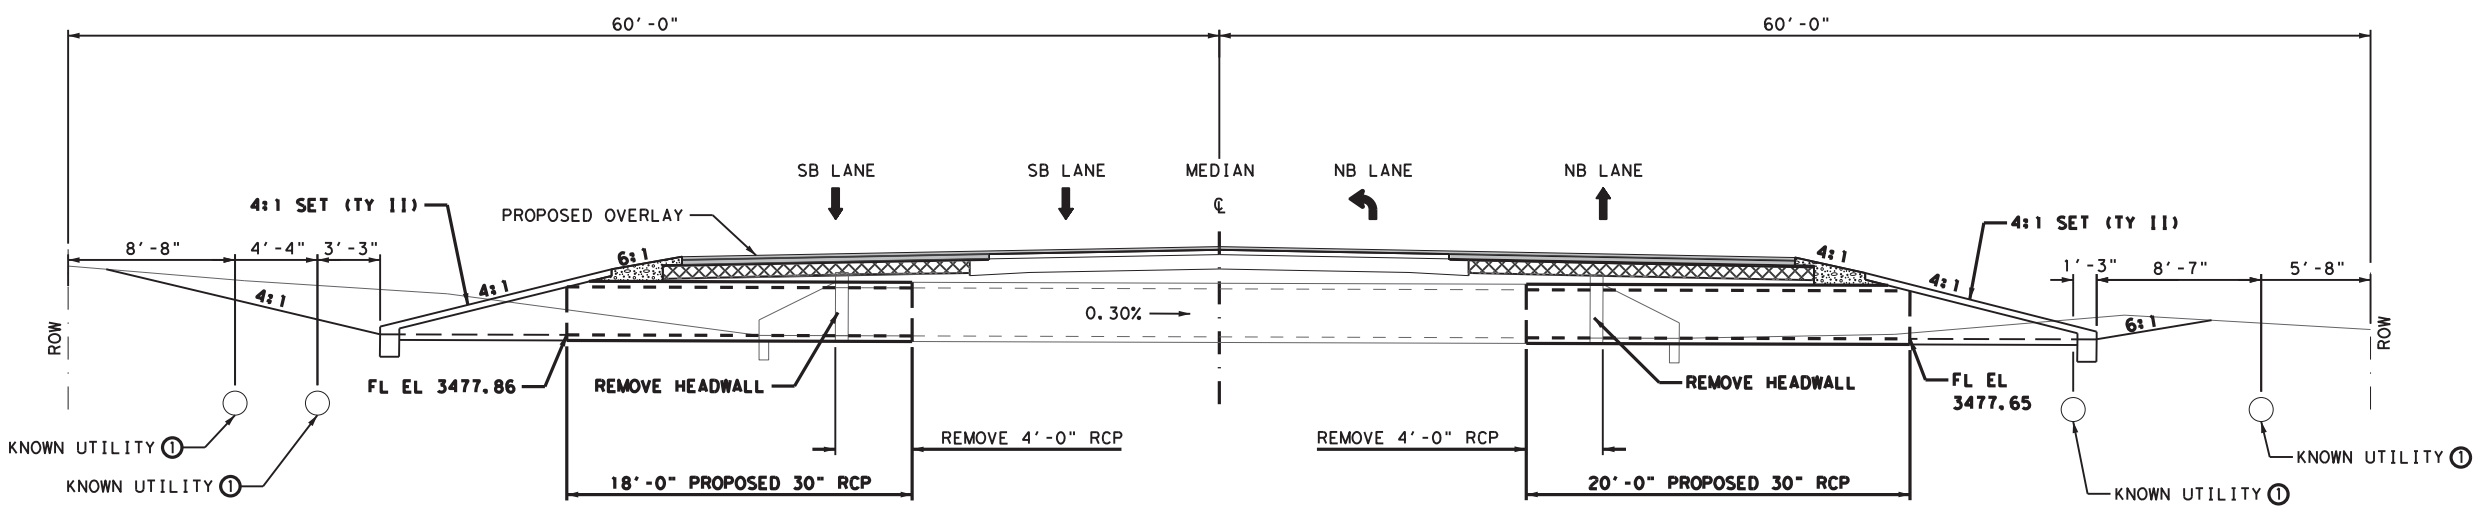 60'-0" 60'-0"
SB LANE SB LANE MEDIAN NB LANE NB LANE
℄
4:1 SET (TY II)
PROPOSED OVERLAY
4:1 SET (TY II)
8'-8" 4'-4" 3'-3"
6:1
4:1
1'-3" 8'-7" 5'-8"
4:1 4:1
4:1
6:1
0.30%
ROW
ROW
FL EL 3477.86
REMOVE HEADWALL
REMOVE HEADWALL
FL EL
3477.65
KNOWN UTILITY 1
REMOVE 4'-0" RCP
REMOVE 4'-0" RCP
KNOWN UTILITY 1
KNOWN UTILITY 1
18'-0" PROPOSED 30" RCP
20'-0" PROPOSED 30" RCP
KNOWN UTILITY 1